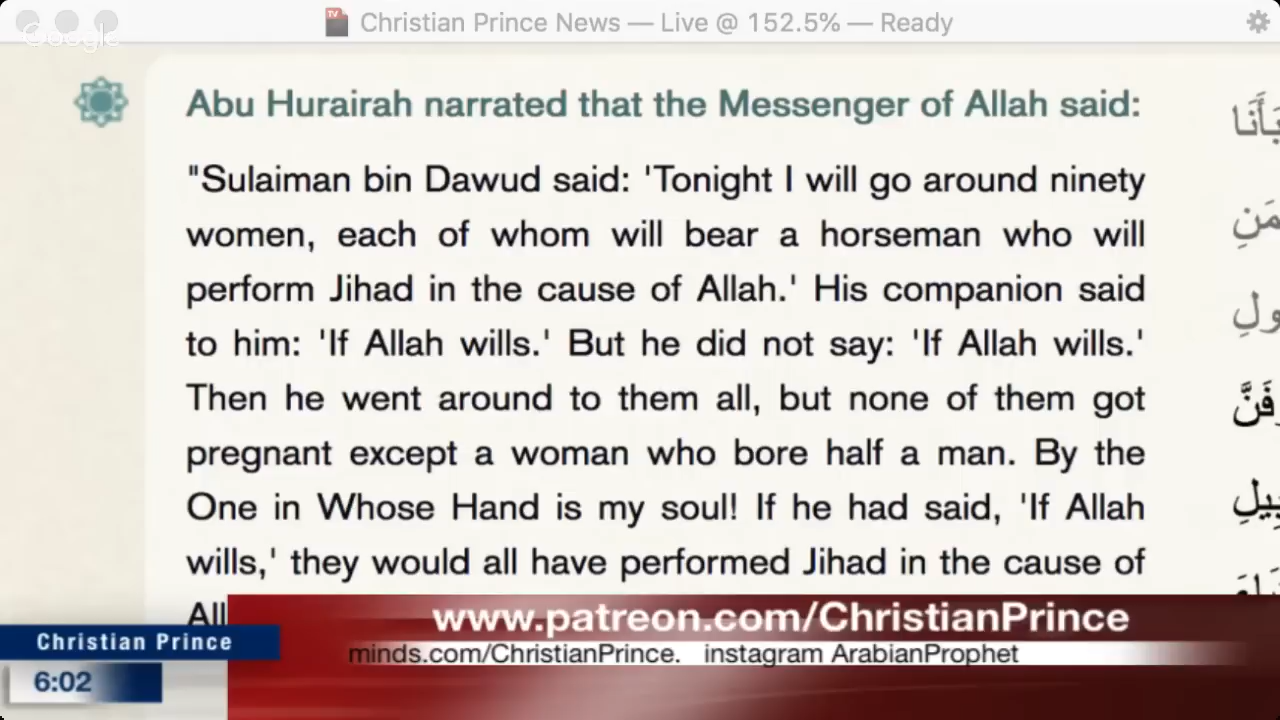 Christian Prince News — Live @ 152.5% — Ready
Google
Abu Hurairah narrated that the Messenger of Allah said:
"Sulaiman bin Dawud said: 'Tonight I will go around ninety
women, each of whom will bear a horseman who will
perform Jihad in the cause of Allah.' His companion said
to him: 'If Allah wills.' But he did not say: 'If Allah wills.'
Then he went around to them all, but none of them got
pregnant except a woman who bore half a man. By the
One in Whose Hand is my soul! If he had said, 'If Allah
wills,' they would all have performed Jihad in the cause of
All
www.patreon.com/ChristianPrince
Christian Prince
minds.com/ChristianPrince. instagram ArabianProphet
6:02